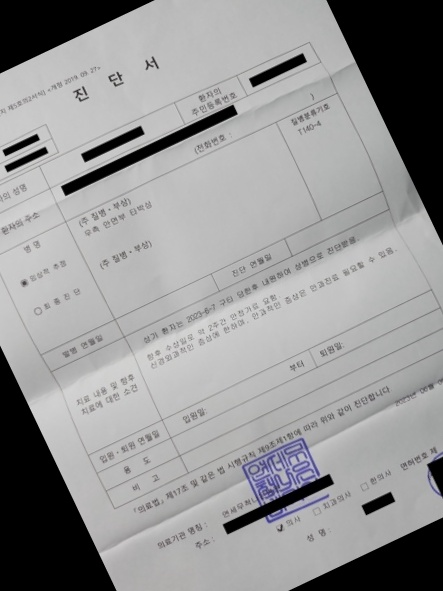 제5호의2서식] <개정 2019. 09. 27>
진 단 서
환자의
주민등록번호
환자의 성명
환자의 주소
(전화번호 : )
병 명
임상적 추정
최 종 진 단
(주 질병·부상)
우측 안면부 타박상
(주 질병·부상)
질병분류기호
T140-4
발병 연월일
진단 연월일
치료 내용 및 향후
치료에 대한 소견
상기 환자는 2023-6-7 구타 당한후 내원하여 상병으로 진단받음.
향후 수상일로 약 2주간 안정가료 요함.
신경외과적인 증상에 한하여. 안과적인 증상은 안과진료 필요할 수 있음.
입원·퇴원 연월일
입원일:
부터
퇴원일:
용 도
비 고
「의료법」 제17조 및 같은 법 시행규칙 제9조제1항에 따라 위와 같이 진단합니다
2023년 06월
의료기관 명칭 : 연세우
주소 :
의사 치과의사 한의사 면허번호 제
성 명 :